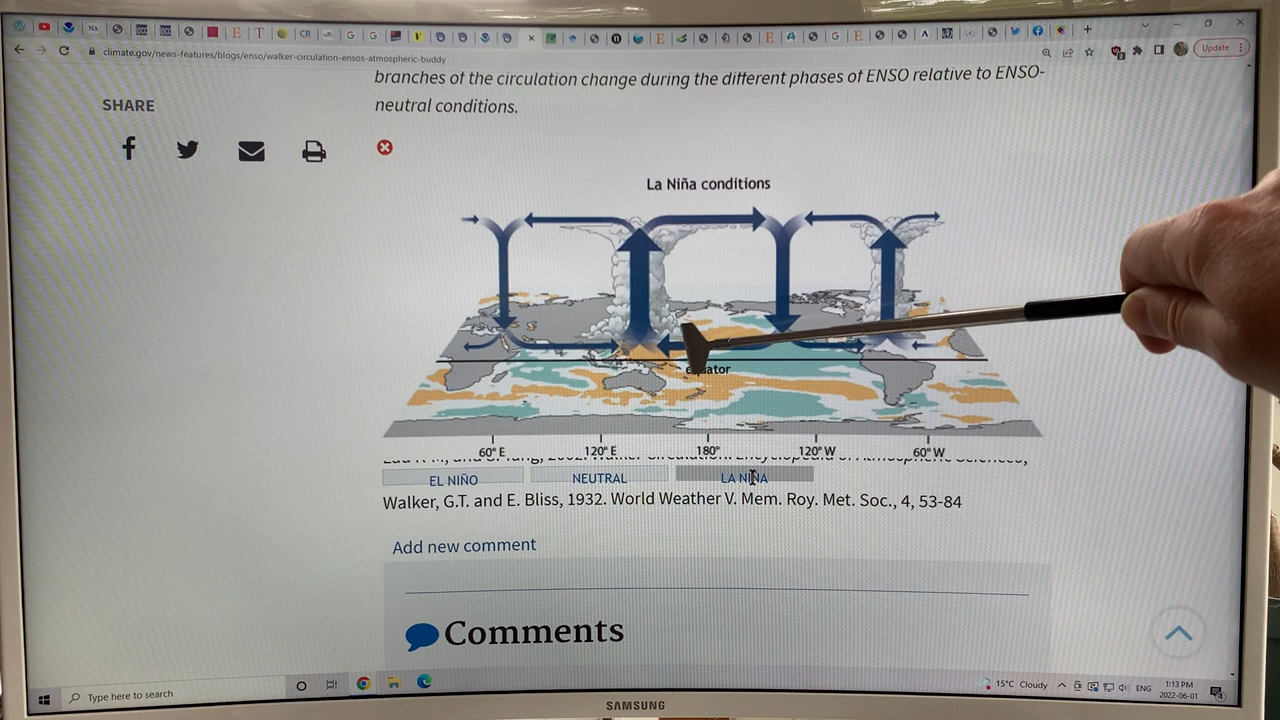 climate.gov/news-features/blogs/enso/walker-circulation-ensos-atmospheric-buddy
Update
branches of the circulation change during the different phases of ENSO relative to ENSO-
neutral conditions.
SHARE
La Niña conditions
60° E
120° E
180°
120° W
60° W
EL NIÑO
NEUTRAL
LA NIÑA
Walker, G.T. and E. Bliss, 1932. World Weather V. Mem. Roy. Met. Soc., 4, 53-84
Add new comment
Comments
Type here to search
15°C Cloudy
ENG
1:13 PM
2022-06-01
SAMSUNG